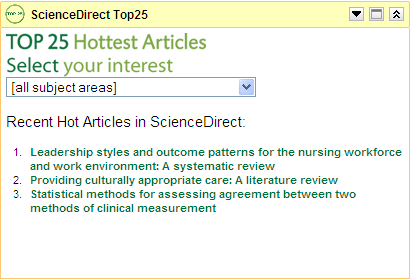 TOP 25 ScienceDirect Top25
TOP 25 Hottest Articles
Select your interest
[all subject areas]
Recent Hot Articles in ScienceDirect:
1. Leadership styles and outcome patterns for the nursing workforce
and work environment: A systematic review
2. Providing culturally appropriate care: A literature review
3. Statistical methods for assessing agreement between two
methods of clinical measurement